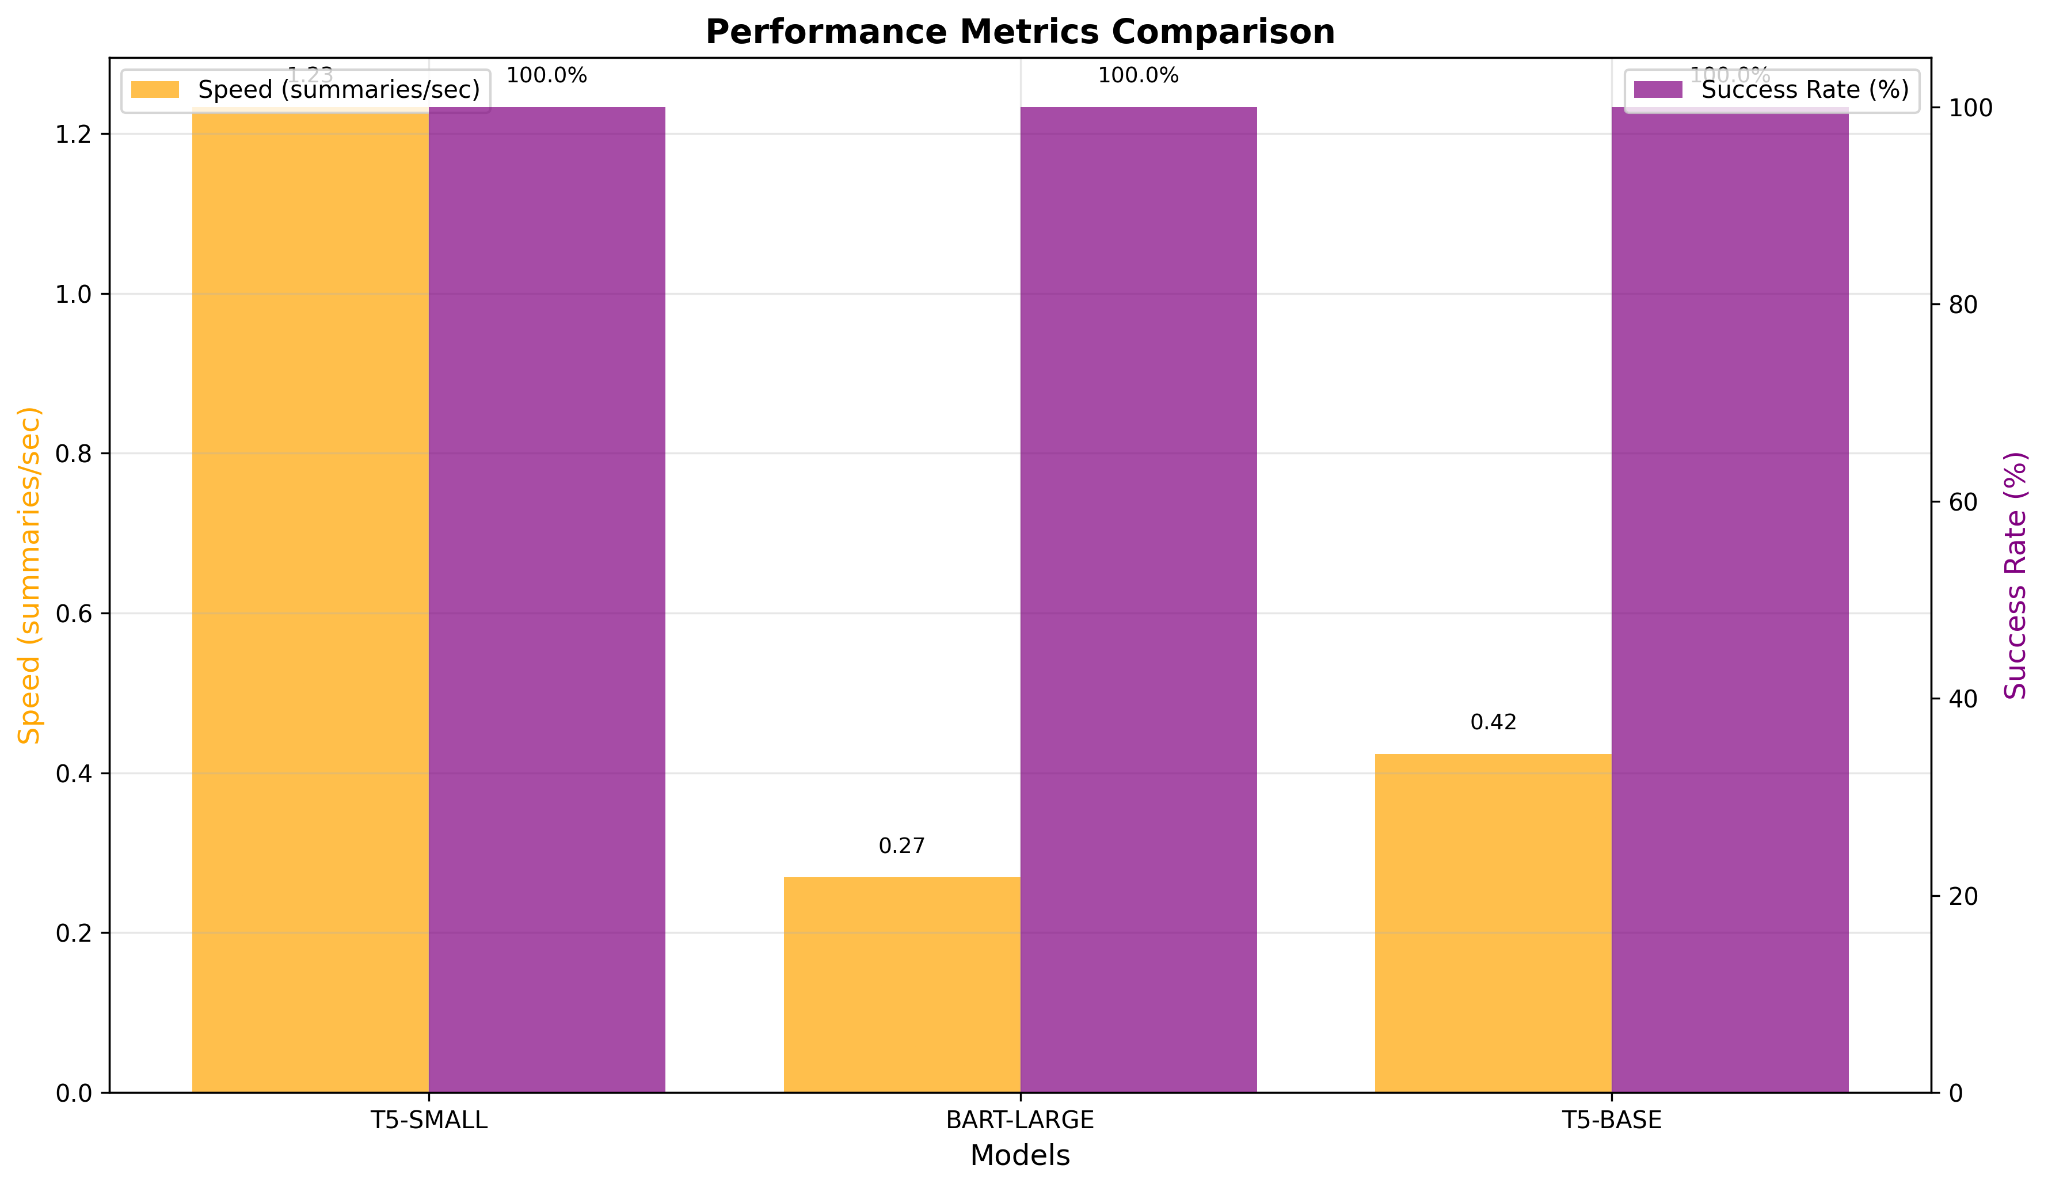 Performance Metrics Comparison
1.23
100.0%
100.0%
100.0%
Speed (summaries/sec)
Success Rate (%)
1.2
1.0
0.8
0.6
0.4
0.2
0.0
Speed (summaries/sec)
0.27
0.42
100
80
60
40
20
0
Success Rate (%)
T5-SMALL
BART-LARGE
T5-BASE
Models